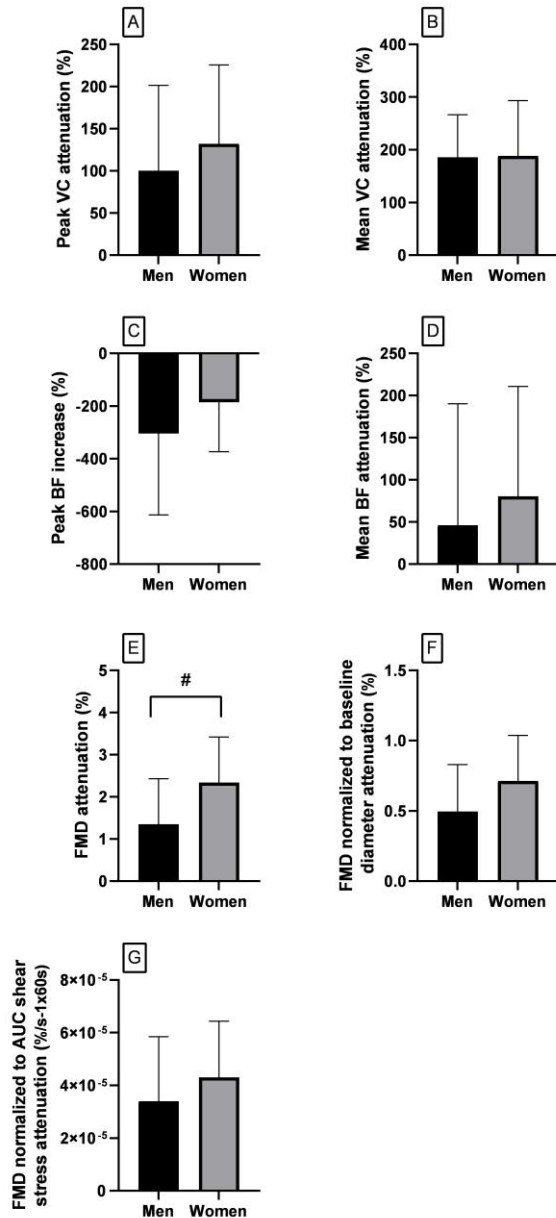 A
Peak VC attenuation (%)
250
200
150
100
50
0
Men Women
B
Mean VC attenuation (%)
400
300
200
100
0
Men Women
C
Peak BF increase (%)
0
-200
-400
-600
-800
Men Women
D
Mean BF attenuation (%)
250
200
150
100
50
0
Men Women
E
FMD attenuation (%)
5
4
3
2
1
0
#
Men Women
F
FMD normalized to baseline
diameter attenuation (%)
1.5
1.0
0.5
0.0
Men Women
G
FMD normalized to AUC shear
stress attenuation (%/s-1x60s)
8×10⁻⁵
6×10⁻⁵
4×10⁻⁵
2×10⁻⁵
0
Men Women